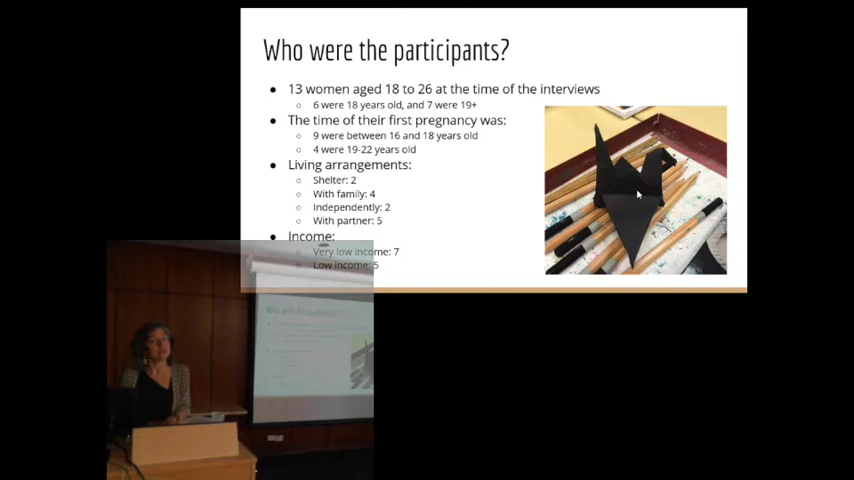 Who were the participants?
● 13 women aged 18 to 26 at the time of the interviews
○ 6 were 18 years old, and 7 were 19+
● The time of their first pregnancy was:
○ 9 were between 16 and 18 years old
○ 4 were 19-22 years old
● Living arrangements:
○ Shelter: 2
○ With family: 4
○ Independently: 2
○ With partner: 5
● Income:
○ Very low income: 7
○ Low income: 5